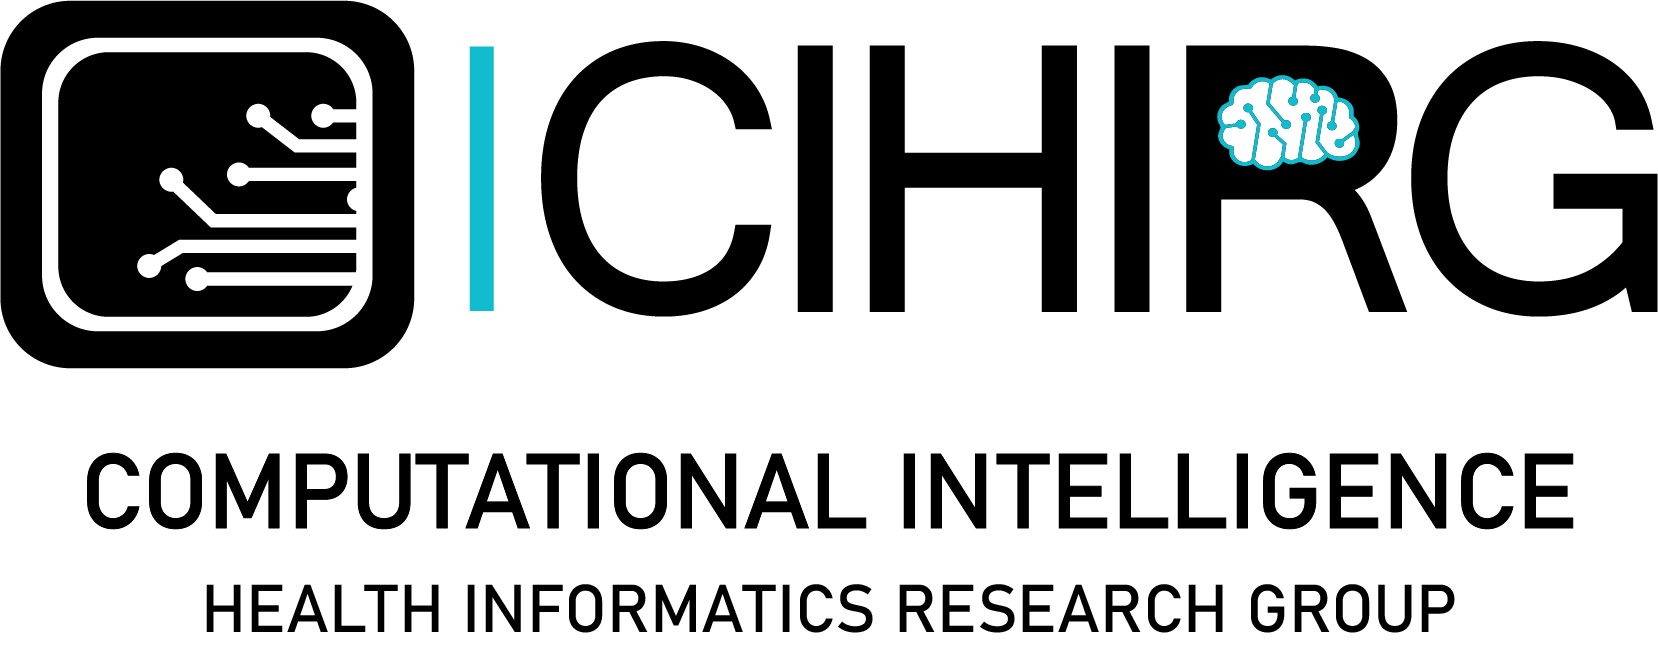 CIHIRG
COMPUTATIONAL INTELLIGENCE
HEALTH INFORMATICS RESEARCH GROUP